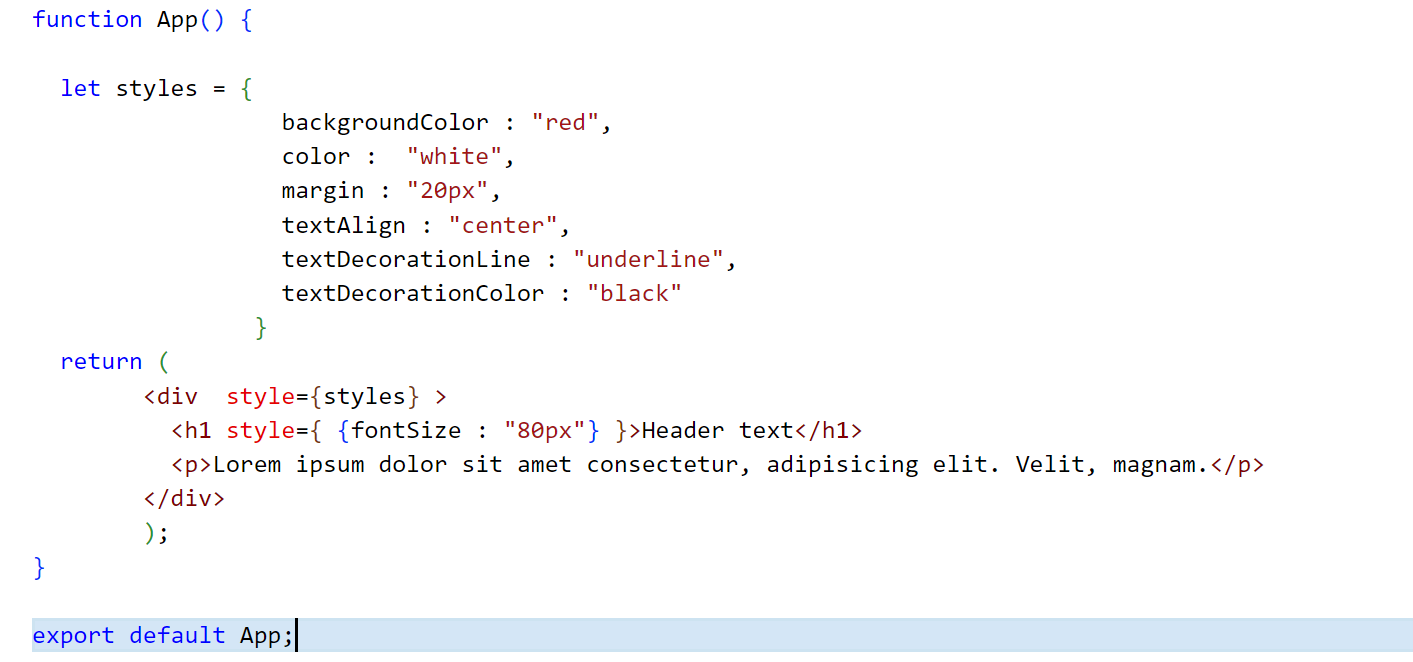 function App() {
let styles = {
backgroundColor : "red",
color :  "white",
margin : "20px",
textAlign : "center",
textDecorationLine : "underline",
textDecorationColor : "black"
}
return (
<div  style={styles} >
<h1 style={ {fontSize : "80px"} }>Header text</h1>
<p>Lorem ipsum dolor sit amet consectetur, adipisicing elit. Velit, magnam.</p>
</div>
);
}
export default App;